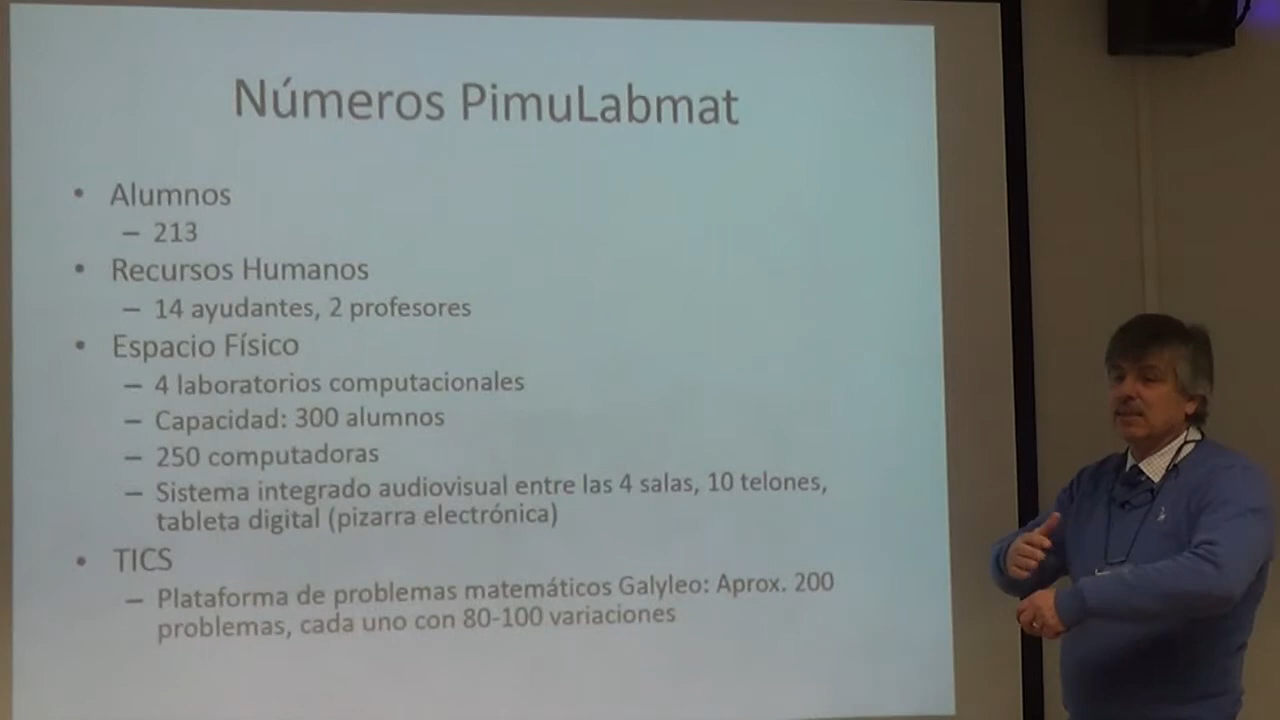 Números PimuLabmat
• Alumnos
– 213
• Recursos Humanos
– 14 ayudantes, 2 profesores
• Espacio Físico
– 4 laboratorios computacionales
– Capacidad: 300 alumnos
– 250 computadoras
– Sistema integrado audiovisual entre las 4 salas, 10 telones,
tableta digital (pizarra electrónica)
• TICS
– Plataforma de problemas matemáticos Galyleo: Aprox. 200
problemas, cada uno con 80-100 variaciones